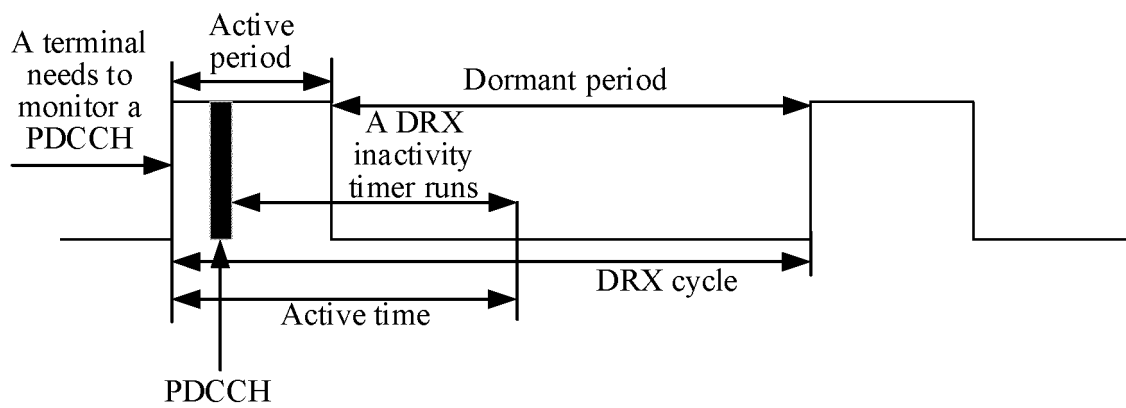 A terminal
needs to
monitor a
PDCCH
Active
period
Dormant period
A DRX
inactivity
timer runs
DRX cycle
Active time
PDCCH